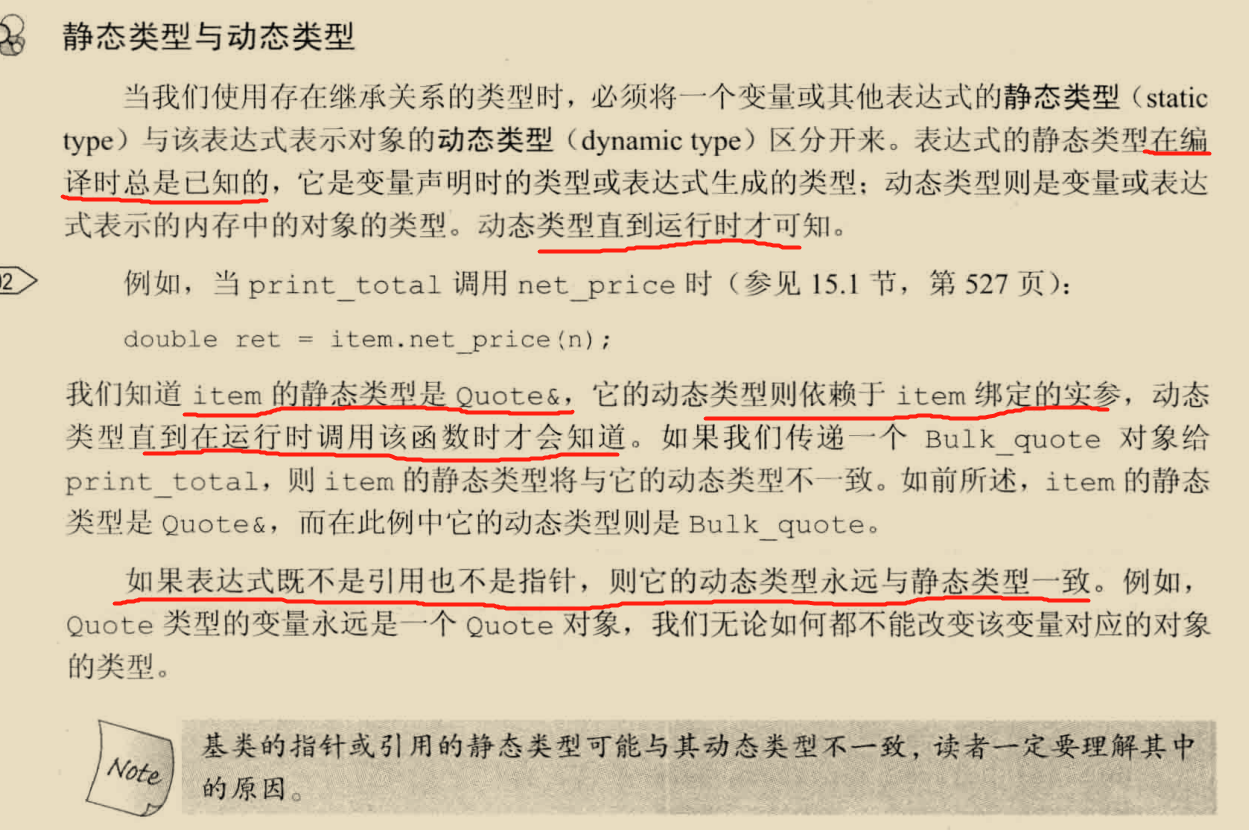 静态类型与动态类型
当我们使用存在继承关系的类型时，必须将一个变量或其他表达式的静态类型（static
type）与该表达式表示对象的动态类型（dynamic type）区分开来。表达式的静态类型在编
译时总是已知的，它是变量声明时的类型或表达式生成的类型；动态类型则是变量或表达
式表示的内存中的对象的类型。动态类型直到运行时才可知。
例如，当 print_total 调用 net_price 时（参见 15.1 节，第 527 页）：
double ret = item.net_price(n);
我们知道 item 的静态类型是 Quote&，它的动态类型则依赖于 item 绑定的实参，动态
类型直到在运行时调用该函数时才会知道。如果我们传递一个 Bulk_quote 对象给
print_total，则 item 的静态类型将与它的动态类型不一致。如前所述，item 的静态
类型是 Quote&，而在此例中它的动态类型则是 Bulk_quote。
如果表达式既不是引用也不是指针，则它的动态类型永远与静态类型一致。例如，
Quote 类型的变量永远是一个 Quote 对象，我们无论如何都不能改变该变量对应的对象
的类型。
Note
基类的指针或引用的静态类型可能与其动态类型不一致，读者一定要理解其中
的原因。